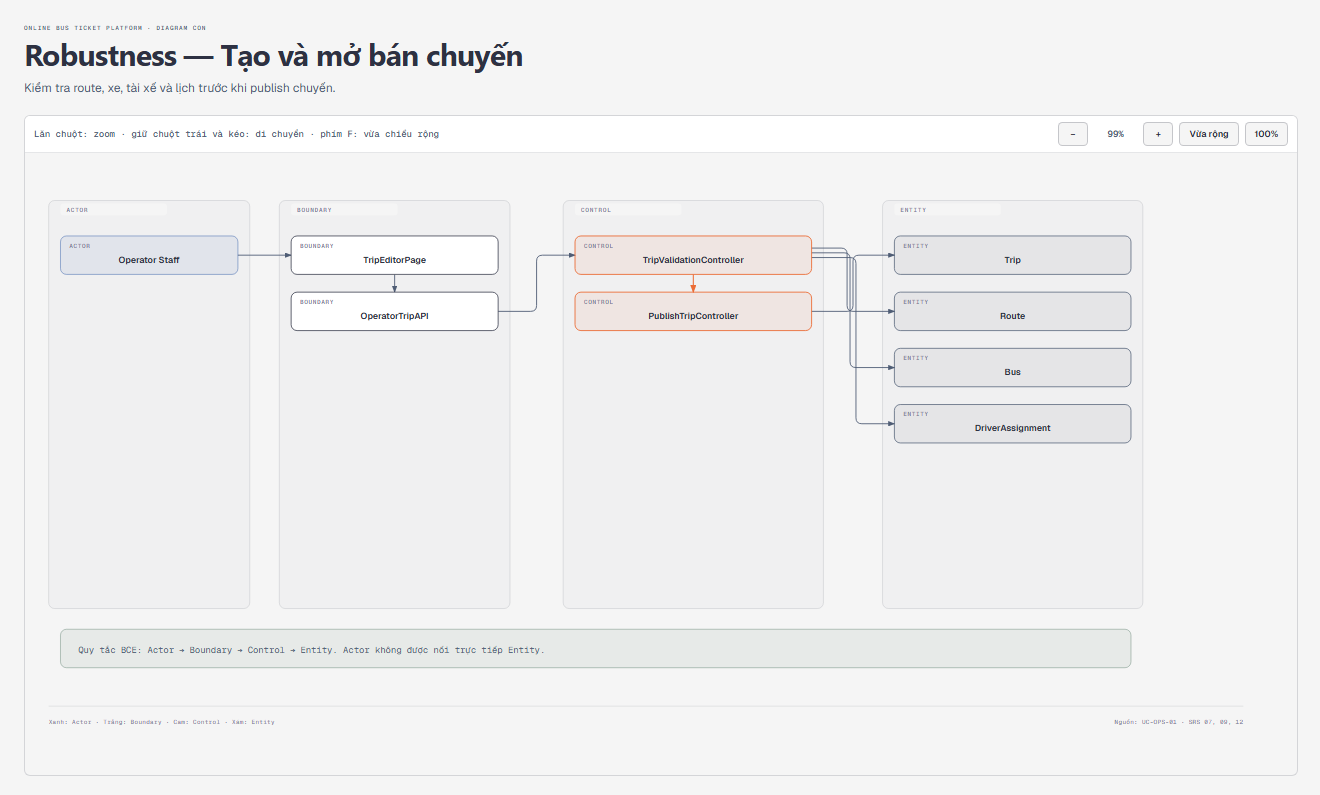 ONLINE BUS TICKET PLATFORM · DIAGRAM CON
Robustness — Tạo và mở bán chuyến
Kiểm tra route, xe, tài xế và lịch trước khi publish chuyến.
Lăn chuột: zoom · giữ chuột trái và kéo: di chuyển · phím F: vừa chiều rộng
−
99%
+
Vừa rộng
100%
ACTOR
BOUNDARY
CONTROL
ENTITY
ACTOR
Operator Staff
BOUNDARY
TripEditorPage
CONTROL
TripValidationController
ENTITY
Trip
BOUNDARY
OperatorTripAPI
CONTROL
PublishTripController
ENTITY
Route
ENTITY
Bus
ENTITY
DriverAssignment
Quy tắc BCE: Actor → Boundary → Control → Entity. Actor không được nối trực tiếp Entity.
Xanh: Actor · Trắng: Boundary · Cam: Control · Xám: Entity
Nguồn: UC-OPS-01 · SRS 07, 09, 12